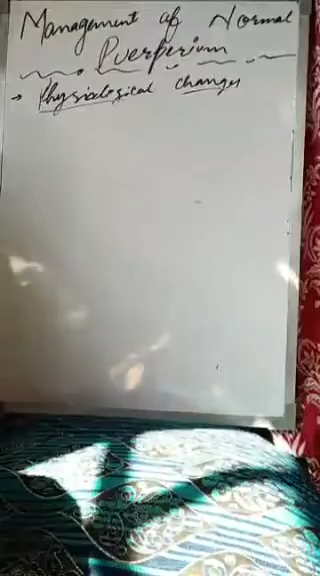 Management of Normal
Puerperium
→ Physiological changes